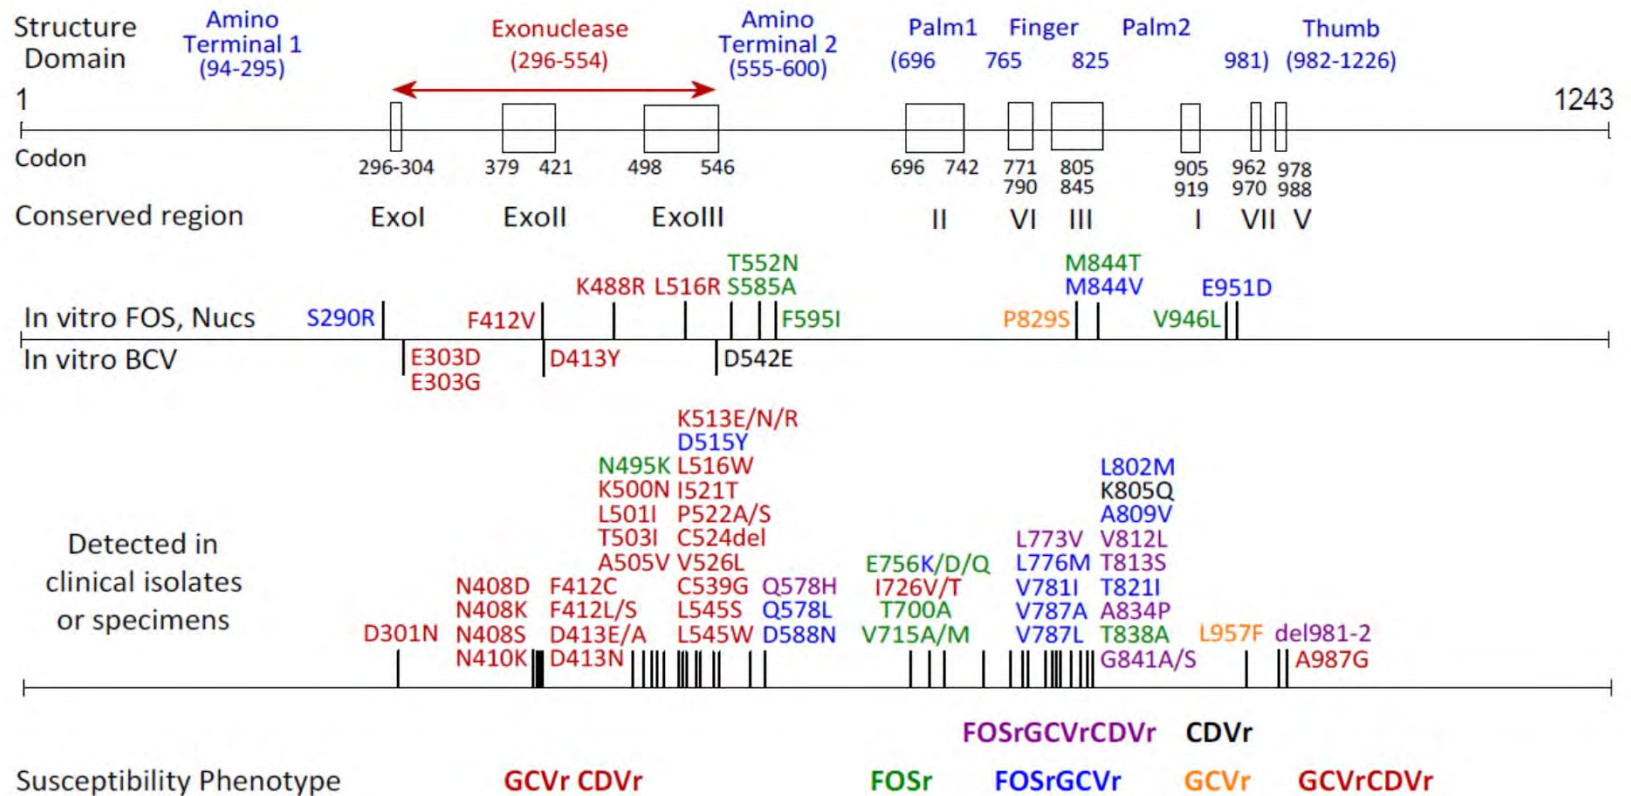 Structure Domain
Amino Terminal 1 (94-295)
Exonuclease (296-554)
Amino Terminal 2 (555-600)
Palm1 Finger Palm2 Thumb
(696 765 825 981) (982-1226)
1 1243
Codon
296-304 379 421 498 546 696 742 771 805 905 962 978
790 845 919 970 988
Conserved region ExoI ExoII ExoIII II VI III I VII V
T552N M844T
K488R L516R S585A M844V E951D
In vitro FOS, Nucs S290R F412V F595I P829S V946L
In vitro BCV E303D D413Y D542E
E303G
K513E/N/R
D515Y
N495K L516W L802M
K500N I521T K805Q
L501I P522A/S A809V
Detected in T503I C524del L773V V812L
A505V V526L E756K/D/Q L776M T813S
clinical isolates N408D F412C C539G Q578H I726V/T V781I T821I
or specimens N408K F412L/S L545S Q578L T700A V787A A834P
D301N N408S D413E/A L545W D588N V715A/M V787L T838A L957F del981-2
N410K D413N G841A/S A987G
FOSrGCVrCDVr CDVr
Susceptibility Phenotype GCVr CDVr FOSr FOSrGCVr GCVr GCVrCDVr